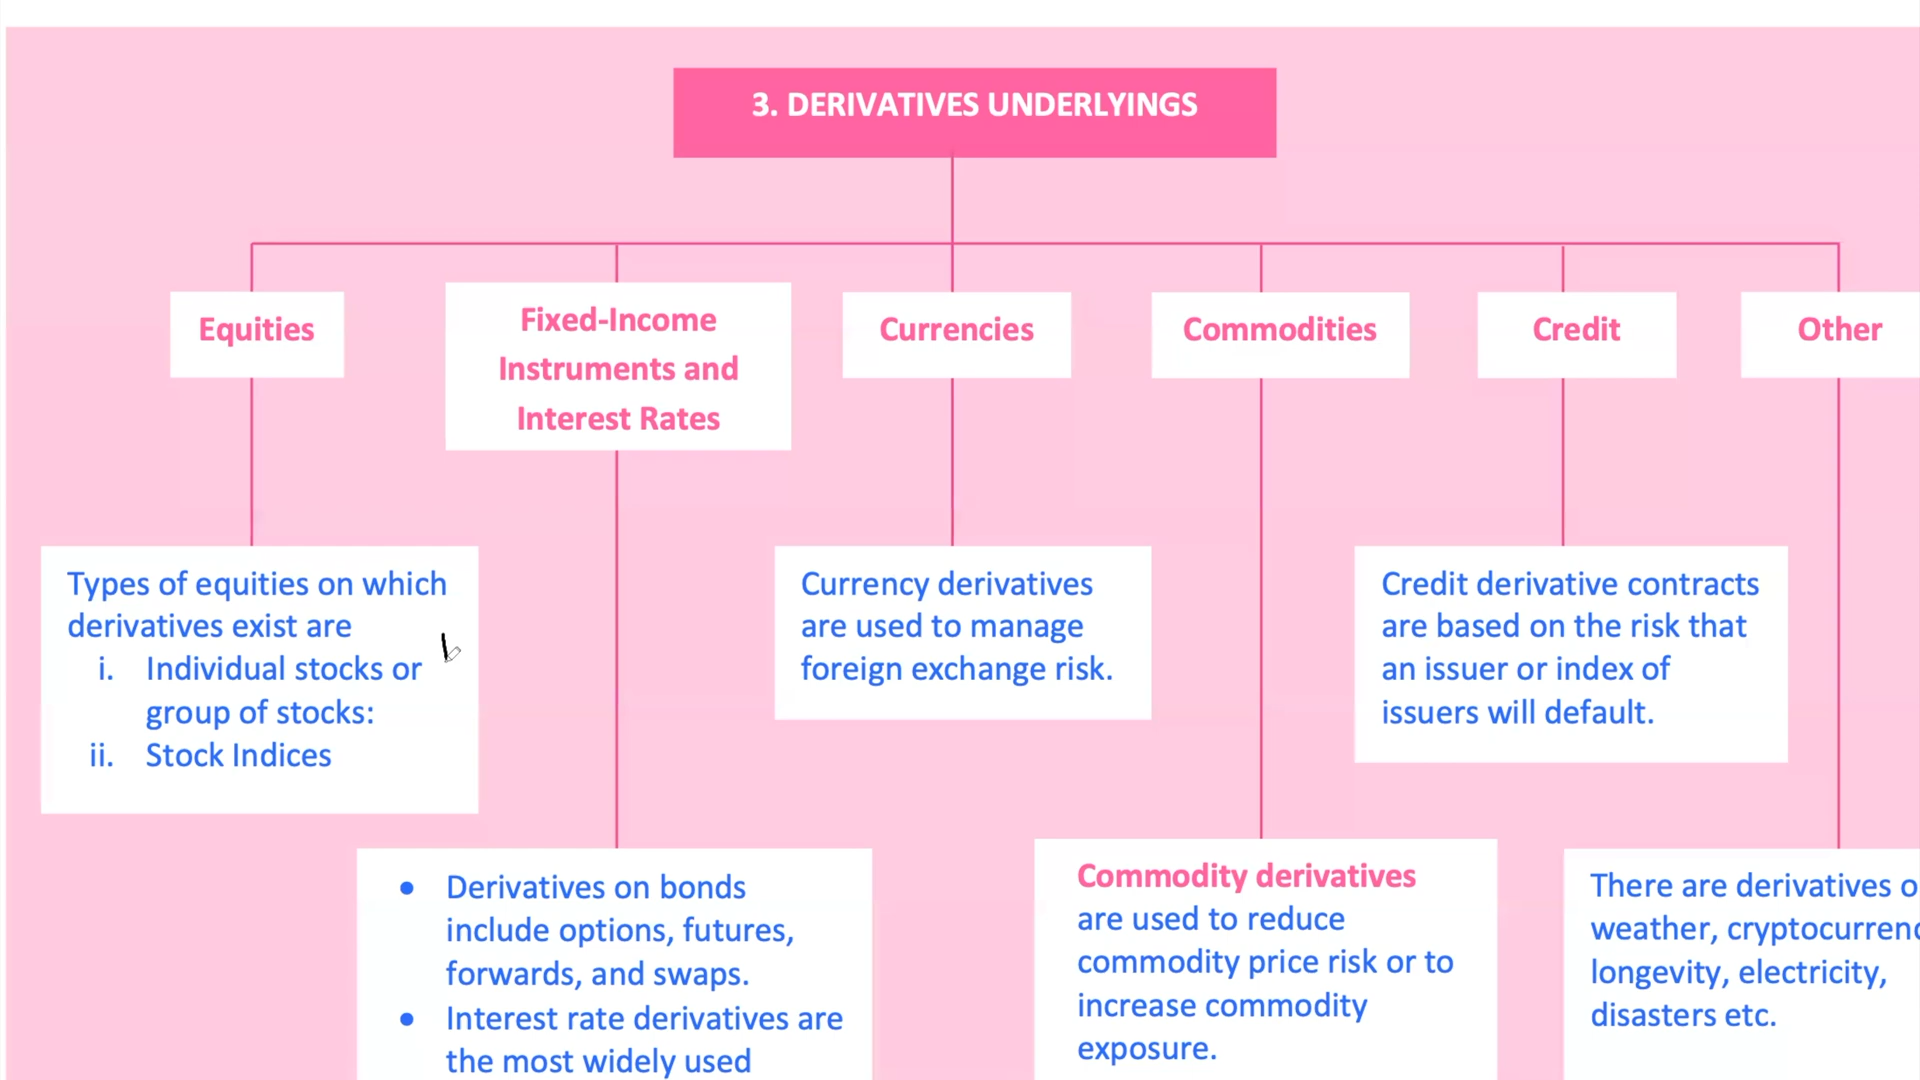 3. DERIVATIVES UNDERLYINGS
Equities
Fixed-Income
Instruments and
Interest Rates
Currencies
Commodities
Credit
Other
Types of equities on which
derivatives exist are
i. Individual stocks or
group of stocks:
ii. Stock Indices
Currency derivatives
are used to manage
foreign exchange risk.
Credit derivative contracts
are based on the risk that
an issuer or index of
issuers will default.
• Derivatives on bonds
include options, futures,
forwards, and swaps.
• Interest rate derivatives are
the most widely used
Commodity derivatives
are used to reduce
commodity price risk or to
increase commodity
exposure.
There are derivatives
weather,
longevity, electricity,
disasters etc.